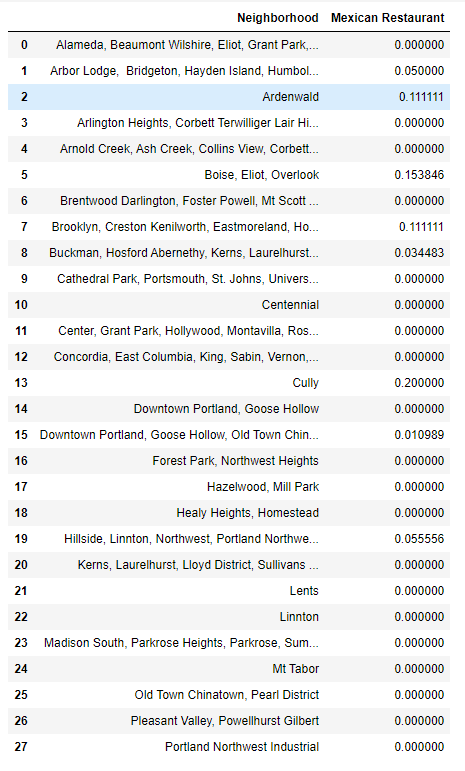 Neighborhood Mexican Restaurant
0 Alameda, Beaumont Wilshire, Eliot, Grant Park,... 0.000000
1 Arbor Lodge, Bridgeton, Hayden Island, Humbol... 0.050000
2 Ardenwald 0.111111
3 Arlington Heights, Corbett Terwilliger Lair Hi... 0.000000
4 Arnold Creek, Ash Creek, Collins View, Corbett... 0.000000
5 Boise, Eliot, Overlook 0.153846
6 Brentwood Darlington, Foster Powell, Mt Scott ... 0.000000
7 Brooklyn, Creston Kenilworth, Eastmoreland, Ho... 0.111111
8 Buckman, Hosford Abernethy, Kerns, Laurelhurst... 0.034483
9 Cathedral Park, Portsmouth, St. Johns, Univers... 0.000000
10 Centennial 0.000000
11 Center, Grant Park, Hollywood, Montavilla, Ros... 0.000000
12 Concordia, East Columbia, King, Sabin, Vernon,... 0.000000
13 Cully 0.200000
14 Downtown Portland, Goose Hollow 0.000000
15 Downtown Portland, Goose Hollow, Old Town Chin... 0.010989
16 Forest Park, Northwest Heights 0.000000
17 Hazelwood, Mill Park 0.000000
18 Healy Heights, Homestead 0.000000
19 Hillside, Linnton, Northwest, Portland Northwe... 0.055556
20 Kerns, Laurelhurst, Lloyd District, Sullivans ... 0.000000
21 Lents 0.000000
22 Linnton 0.000000
23 Madison South, Parkrose Heights, Parkrose, Sum... 0.000000
24 Mt Tabor 0.000000
25 Old Town Chinatown, Pearl District 0.000000
26 Pleasant Valley, Powellhurst Gilbert 0.000000
27 Portland Northwest Industrial 0.000000